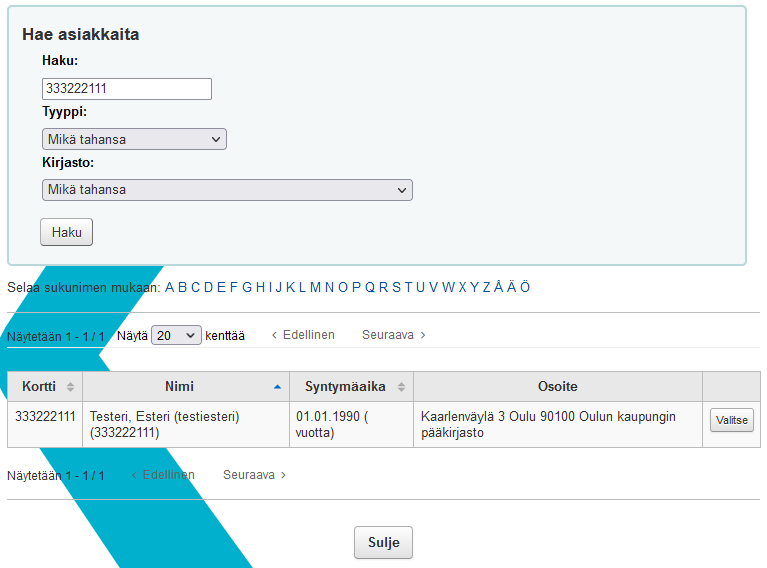 Hae asiakkaita
Haku:
333222111
Tyyppi:
Mikä tahansa
Kirjasto:
Mikä tahansa
Haku
Selaa sukunimen mukaan: A B C D E F G H I J K L M N O P Q R S T U V W X Y Z Å Ä Ö
Näytetään 1 - 1 / 1 Näytä 20 kenttää Edellinen Seuraava
Kortti Nimi Syntymäaika Osoite
333222111 Testeri, Esteri (testiesteri) 01.01.1990 ( Kaarlenväylä 3 Oulu 90100 Oulun kaupungin Valitse
(333222111) vuotta) pääkirjasto
Näytetään 1 - 1 / 1 Edellinen Seuraava
Sulje